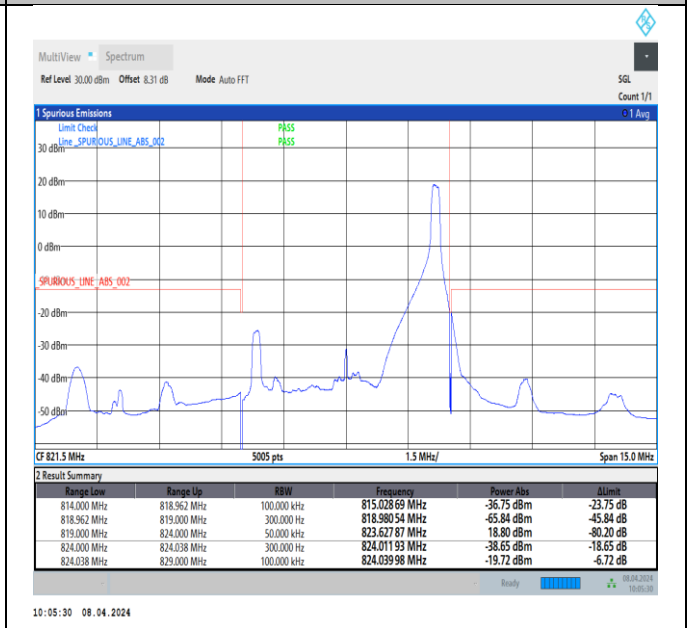 MultiView Spectrum
Ref Level 30.00 dBm Offset 8.31 dB Mode Auto FFT SGL
Count 1/1
1 Spurious Emissions 1 Avg
Limit Check PASS
Line _SPURIOUS_LINE_ABS_002 PASS
30 dBm
20 dBm
10 dBm
0 dBm
_SPURIOUS_LINE_ABS_002
-20 dBm
-30 dBm
-40 dBm
-50 dBm
CF 821.5 MHz 5005 pts 1.5 MHz/ Span 15.0 MHz
2 Result Summary
Range Low Range Up RBW Frequency Power Abs ΔLimit
814.000 MHz 818.962 MHz 100.000 kHz 815.028 69 MHz -36.75 dBm -23.75 dB
818.962 MHz 819.000 MHz 300.000 Hz 818.980 54 MHz -65.84 dBm -45.84 dB
819.000 MHz 824.000 MHz 50.000 kHz 823.627 87 MHz 18.80 dBm -80.20 dB
824.000 MHz 824.038 MHz 300.000 Hz 824.011 93 MHz -38.65 dBm -18.65 dB
824.038 MHz 829.000 MHz 100.000 kHz 824.039 98 MHz -19.72 dBm -6.72 dB
Ready 08.04.2024
10:05:30
10:05:30 08.04.2024